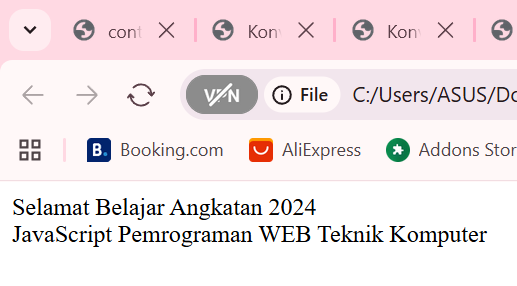 cont
Kon
Kon
VPN
File
C:/Users/ASUS/Do
Booking.com
AliExpress
Addons Stor
Selamat Belajar Angkatan 2024
JavaScript Pemrograman WEB Teknik Komputer